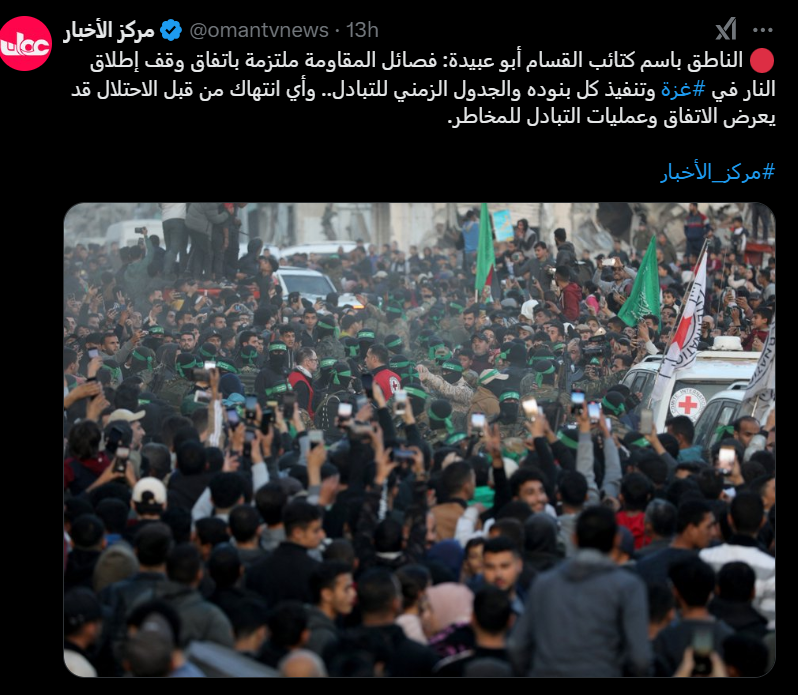 عمان
مركز الأخبار @omantvnews · 13h
الناطق باسم كتائب القسام أبو عبيدة: فصائل المقاومة ملتزمة باتفاق وقف إطلاق
النار في #غزة وتنفيذ كل بنوده والجدول الزمني للتبادل.. وأي انتهاك من قبل الاحتلال قد
يعرض الاتفاق وعمليات التبادل للمخاطر.
#مركز_الأخبار